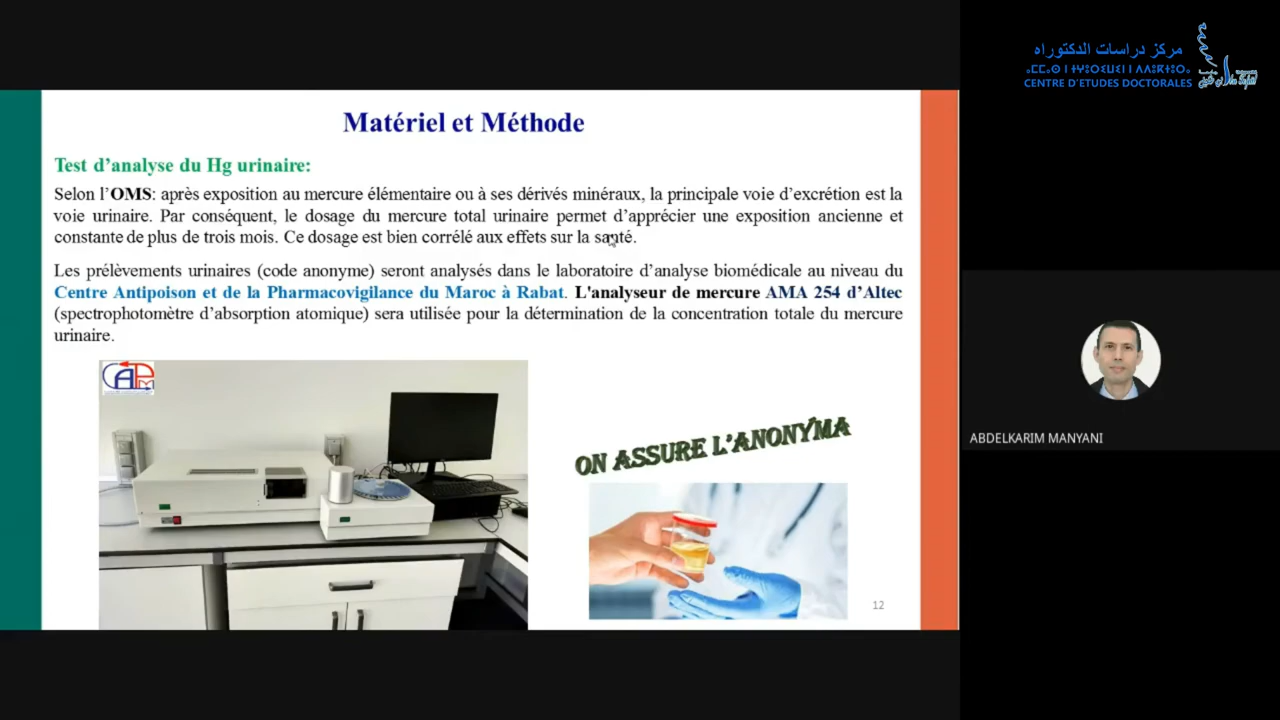 مركز دراسات الدكتوراه
ⴰⵎⵎⴰⵙ ⵏ ⵜⵖⵓⵔⵉⵡⵉⵏ ⵏ ⴷⴷⵓⴽⵜⵓⵔⴰ
CENTRE D'ETUDES DOCTORALES
Matériel et Méthode
Test d'analyse du Hg urinaire:
Selon l'OMS: après exposition au mercure élémentaire ou à ses dérivés minéraux, la principale voie d'excrétion est la
voie urinaire. Par conséquent, le dosage du mercure total urinaire permet d'apprécier une exposition ancienne et
constante de plus de trois mois. Ce dosage est bien corrélé aux effets sur la santé.
Les prélèvements urinaires (code anonyme) seront analysés dans le laboratoire d'analyse biomédicale au niveau du
Centre Antipoison et de la Pharmacovigilance du Maroc à Rabat. L'analyseur de mercure AMA 254 d'Altec
(spectrophotomètre d'absorption atomique) sera utilisée pour la détermination de la concentration totale du mercure
urinaire.
CAPM
ON ASSURE L'ANONYMA
12
ABDELKARIM MANYANI